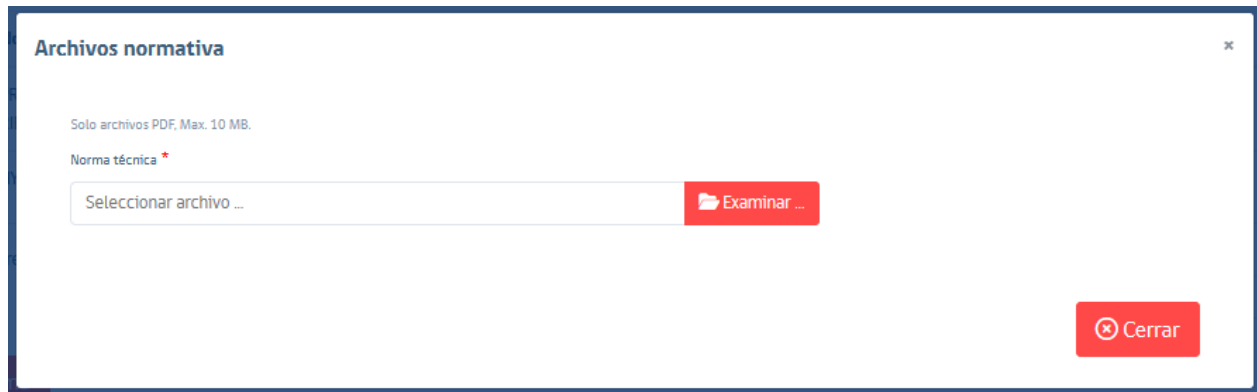 Archivos normativa
Solo archivos PDF, Max. 10 MB.
Norma técnica *
Seleccionar archivo ...
Examinar ...
Cerrar